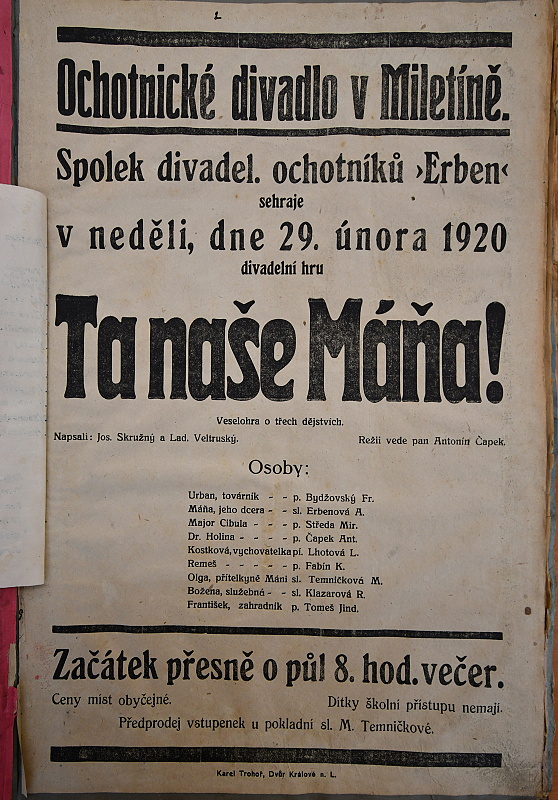 Ochotnické divadlo v Miletíně.
Spolek divadel. ochotníků ›Erben‹
sehraje
v neděli, dne 29. února 1920
divadelní hru
Ta naše Máňa!
Veselohra o třech dějstvích.
Napsali: Jos. Skružný a Lad. Veltruský. Režii vede pan Antonín Čapek.
Osoby:
Urban, továrník - - p. Bydžovský Fr.
Máňa, jeho dcera - - sl. Erbenová A.
Major Cibula - - - p. Středa Mir.
Dr. Holina - - - - p. Čapek Ant.
Kostková, vychovatelka pí. Lhotová L.
Remeš - - - - - p. Fabín K.
Olga, přítelkyně Máni sl. Temničková M.
Božena, služebná - - sl. Klazarová R.
František, zahradník p. Tomeš Jind.
Začátek přesně o půl 8. hod. večer.
Ceny míst obyčejné. Dítky školní přístupu nemají.
Předprodej vstupenek u pokladní sl. M. Temničkové.
Karel Trohoř, Dvůr Králové n. L.